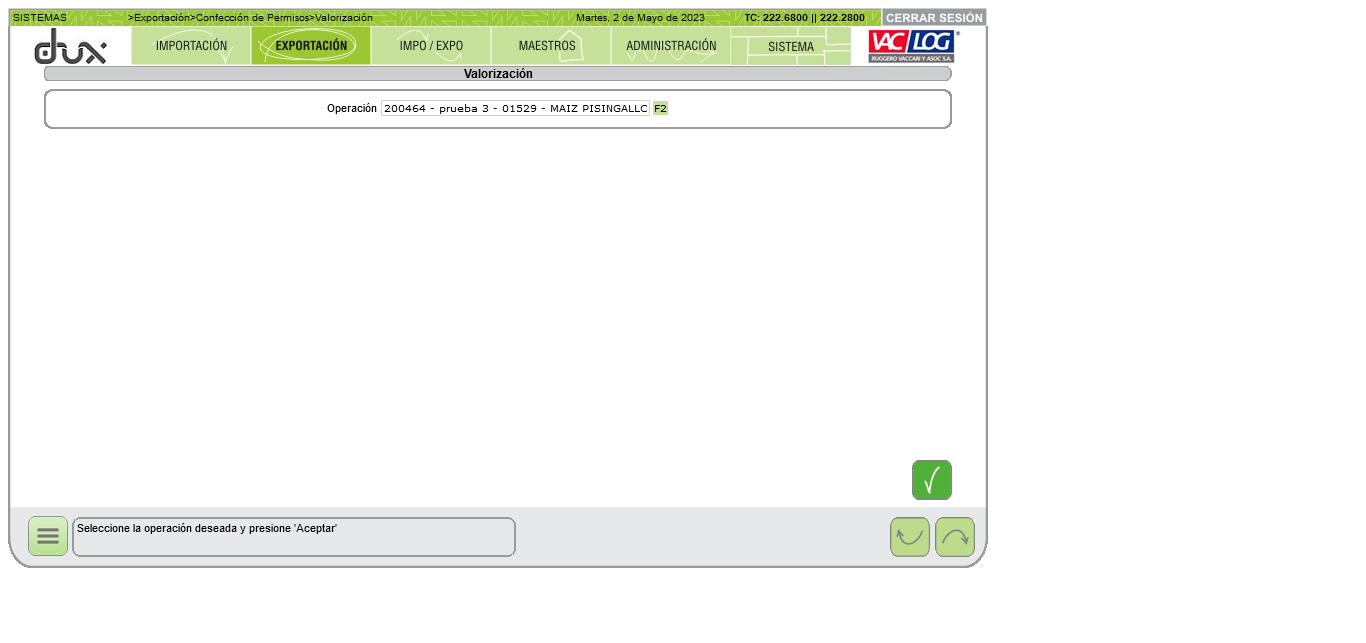 SISTEMAS >Exportación>Confección de Permisos>Valorización Martes, 2 de Mayo de 2023 TC: 222.6800 || 222.2800 CERRAR SESIÓN
dux IMPORTACIÓN EXPORTACIÓN IMPO / EXPO MAESTROS ADMINISTRACIÓN SISTEMA VAC LOG®
RUGGERO VACCARI Y ASOC S.A.
Valorización
Operación 200464 - prueba 3 - 01529 - MAIZ PISINGALLC F2
Seleccione la operación deseada y presione 'Aceptar'